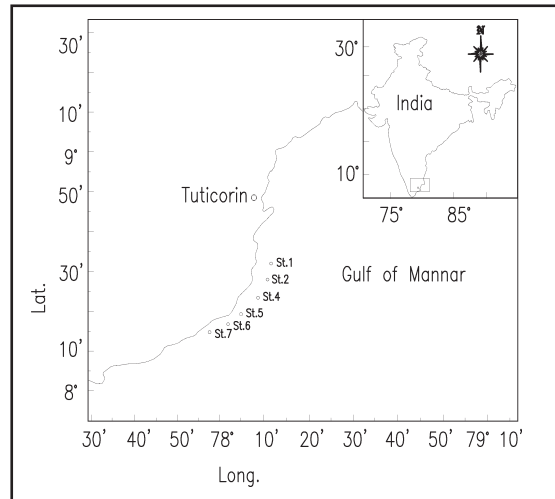 N
30°
India
10°
75°
85°
30'
10'
9°
50'
30'
10'
8°
Lat.
Tuticorin
St.1
St.2
St.4
St.5
St.6
St.7
Gulf of Mannar
30' 40' 50' 78° 10' 20' 30' 40' 50' 79° 10'
Long.